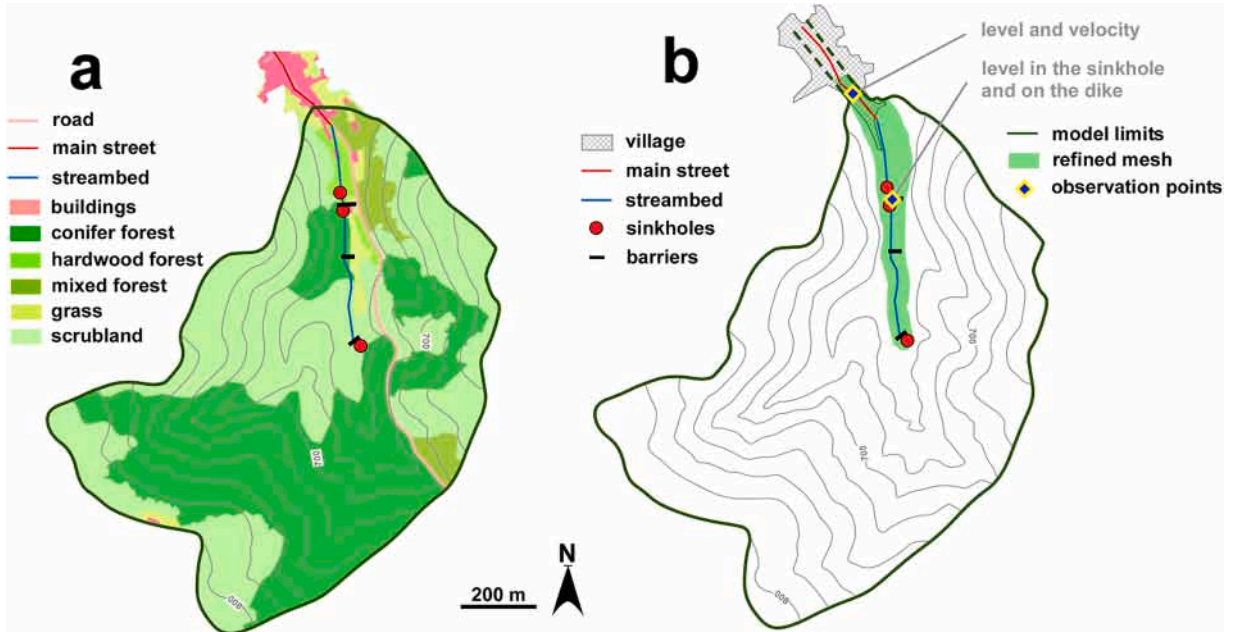 a
road
main street
streambed
buildings
conifer forest
hardwood forest
mixed forest
grass
scrubland
700
700
800
200 m
N
b
level and velocity
level in the sinkhole
and on the dike
village
main street
streambed
sinkholes
barriers
model limits
refined mesh
observation points
700
700
800